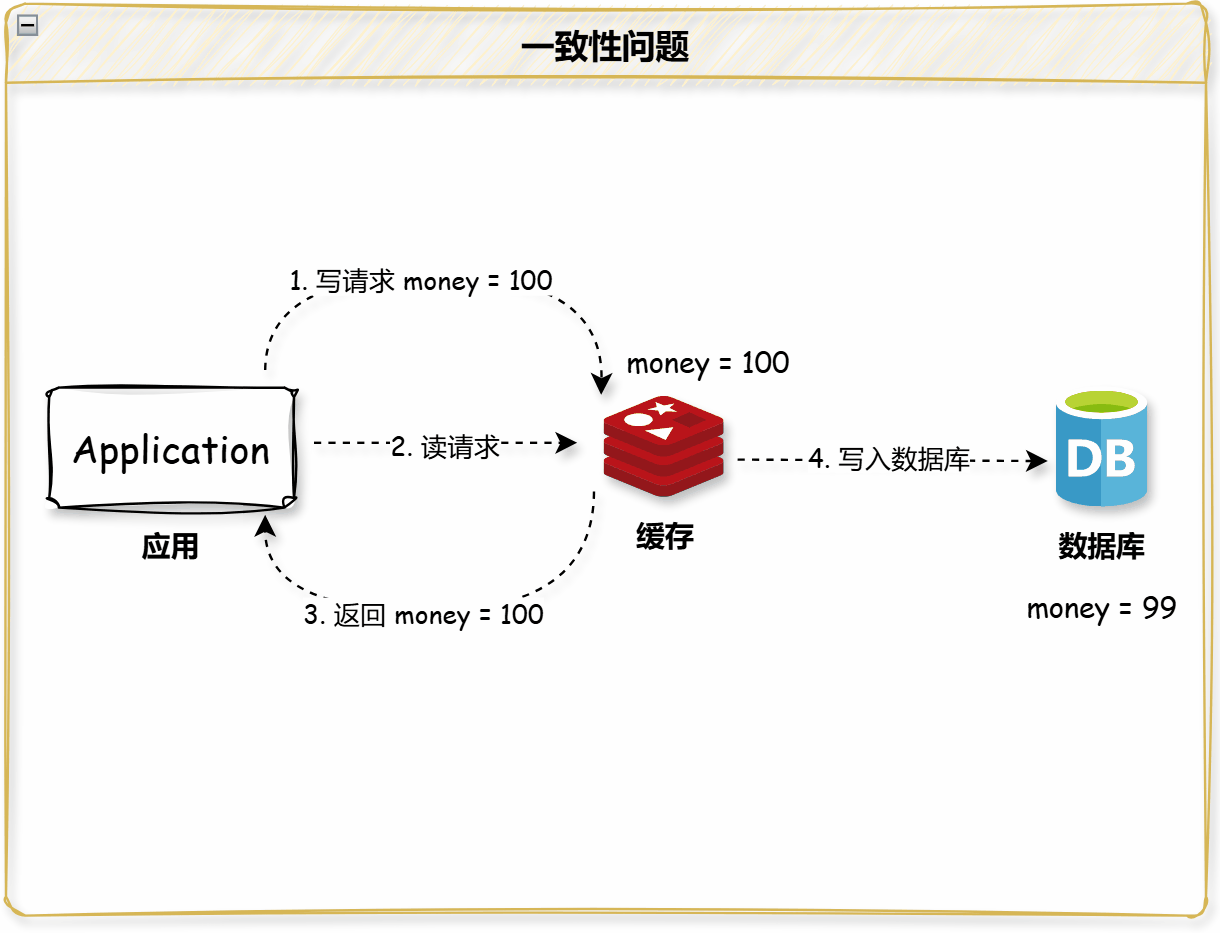 一致性问题
1. 写请求 money = 100
money = 100
Application
2. 读请求
4. 写入数据库
DB
应用
缓存
数据库
3. 返回 money = 100
money = 99